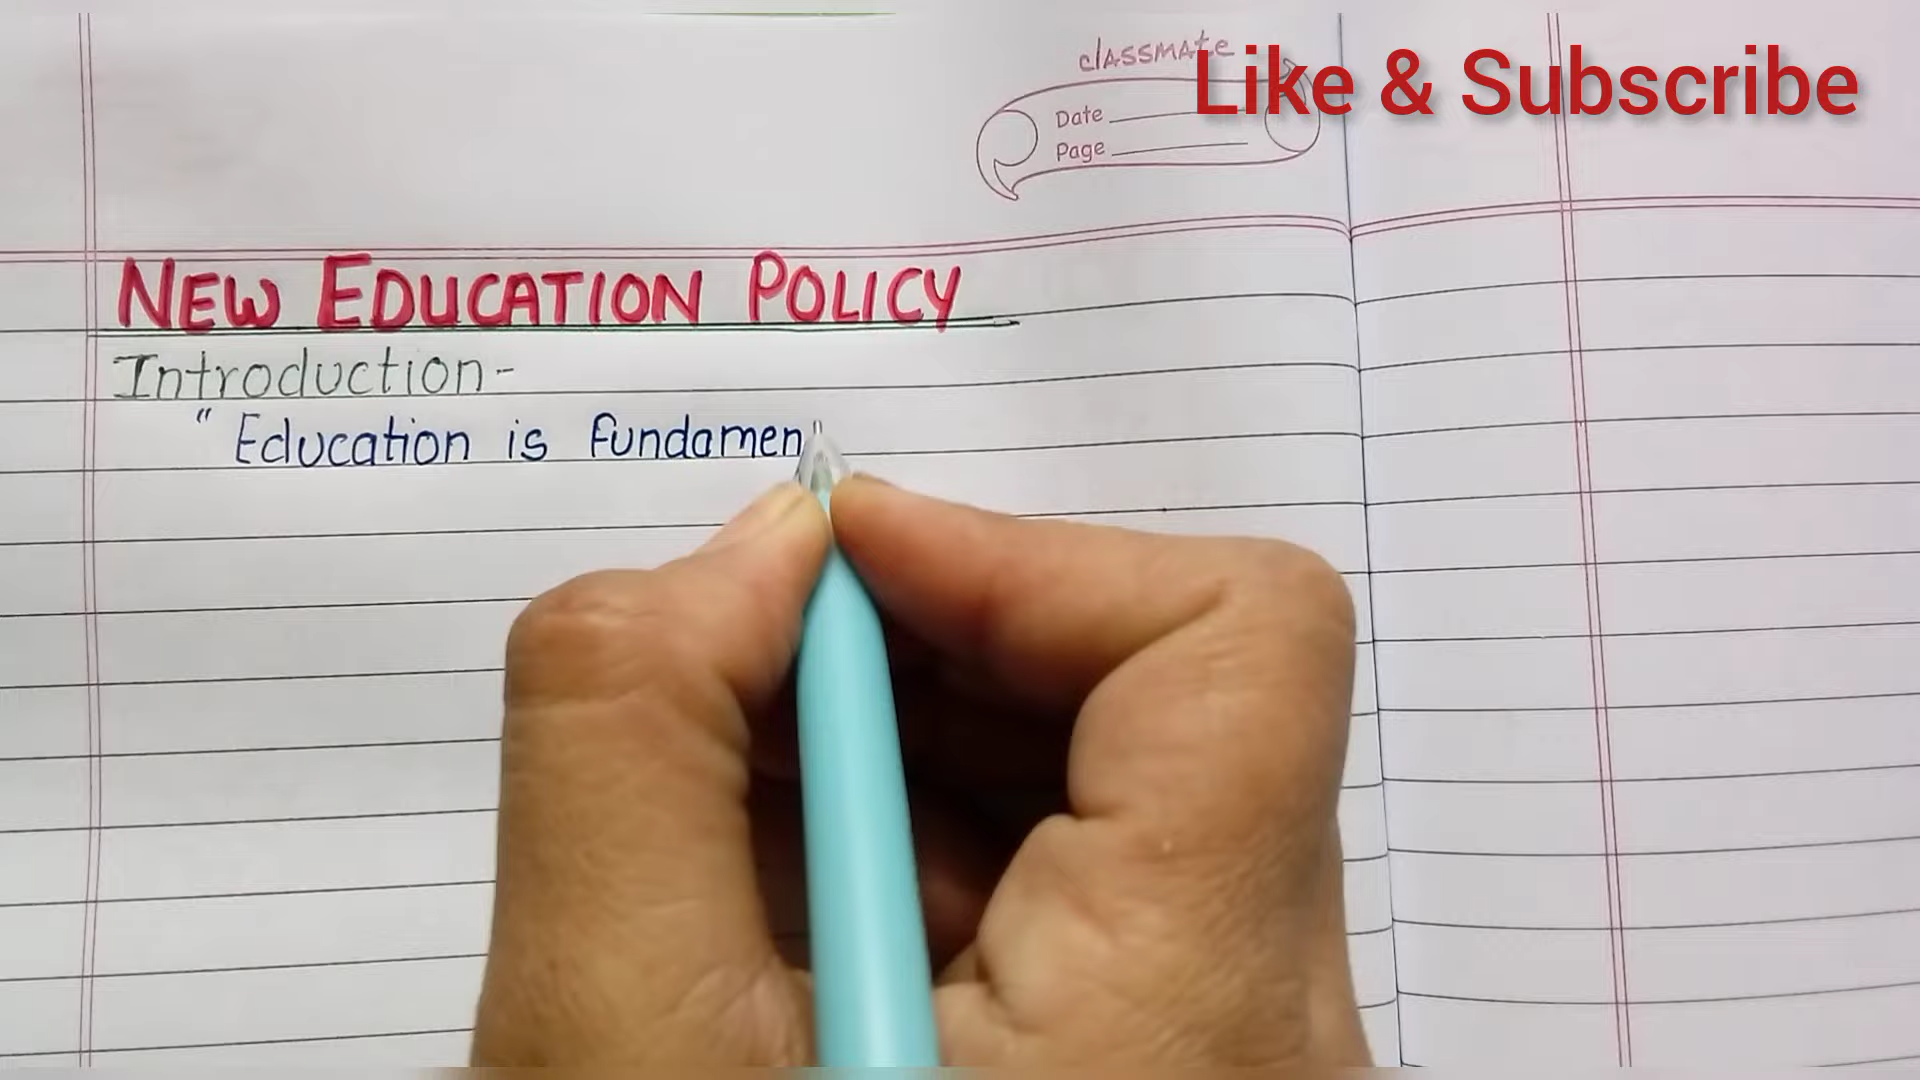 classmate
Like & Subscribe
Date
Page
NEW EDUCATION POLICY
Introduction-
" Education is fundamen